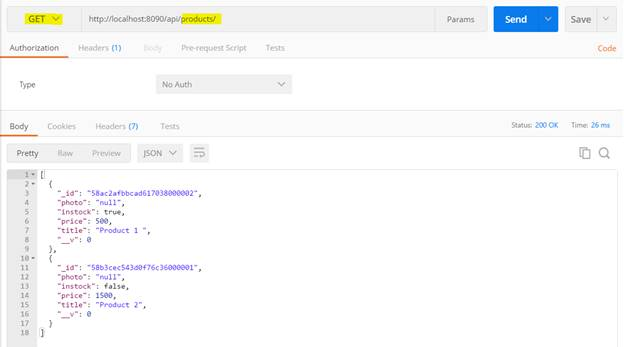 GET http://localhost:8090/api/products/ Params Send Save
Authorization Headers (1) Body Pre-request Script Tests Code
Type No Auth
Body Cookies Headers (7) Tests Status: 200 OK Time: 26 ms
Pretty Raw Preview JSON
1 [
2 {
3 "_id": "58ac2afbbcad617038000002",
4 "photo": "null",
5 "instock": true,
6 "price": 500,
7 "title": "Product 1 ",
8 "__v": 0
9 },
10 {
11 "_id": "58b3cec543d0f76c36000001",
12 "photo": "null",
13 "instock": false,
14 "price": 1500,
15 "title": "Product 2",
16 "__v": 0
17 }
18 ]